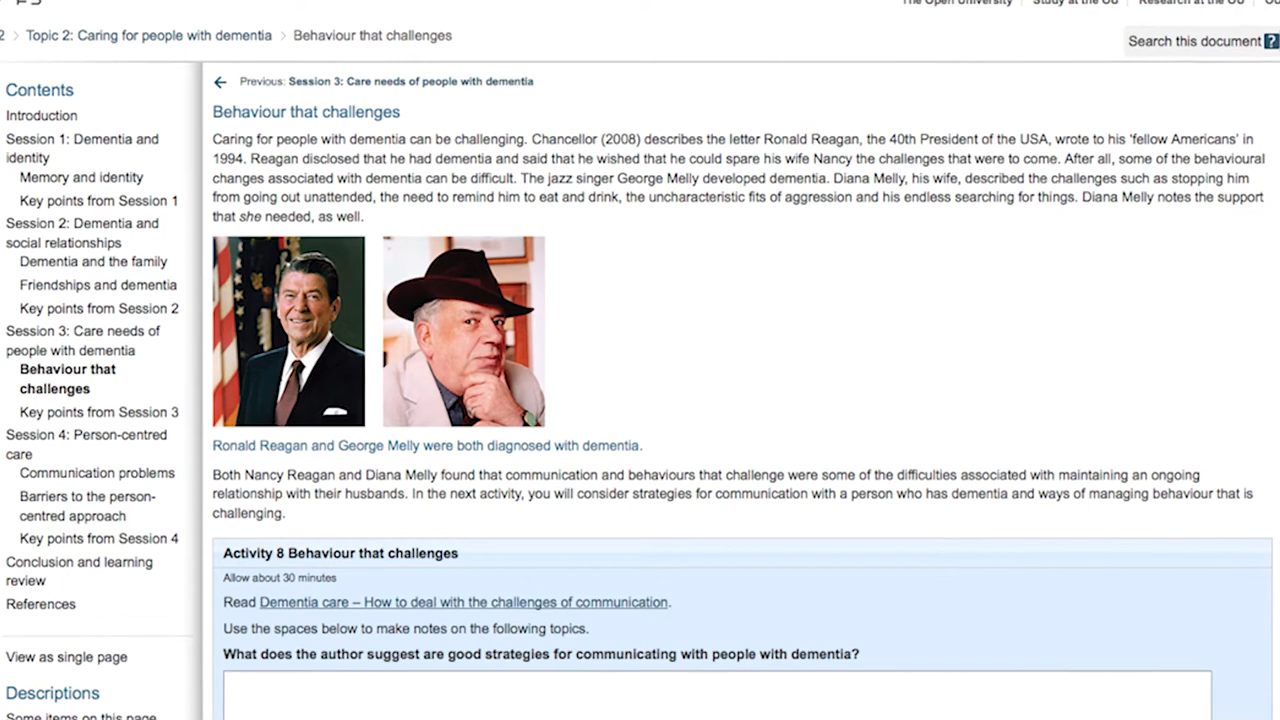 The Open University Study at the OU Research at the OU
2 > Topic 2: Caring for people with dementia > Behaviour that challenges
Search this document ?
Contents
Introduction
Session 1: Dementia and
identity
Memory and identity
Key points from Session 1
Session 2: Dementia and
social relationships
Dementia and the family
Friendships and dementia
Key points from Session 2
Session 3: Care needs of
people with dementia
Behaviour that
challenges
Key points from Session 3
Session 4: Person-centred
care
Communication problems
Barriers to the person-
centred approach
Key points from Session 4
Conclusion and learning
review
References
View as single page
Descriptions
Some items on this page
← Previous: Session 3: Care needs of people with dementia
Behaviour that challenges
Caring for people with dementia can be challenging. Chancellor (2008) describes the letter Ronald Reagan, the 40th President of the USA, wrote to his 'fellow Americans' in
1994. Reagan disclosed that he had dementia and said that he wished that he could spare his wife Nancy the challenges that were to come. After all, some of the behavioural
changes associated with dementia can be difficult. The jazz singer George Melly developed dementia. Diana Melly, his wife, described the challenges such as stopping him
from going out unattended, the need to remind him to eat and drink, the uncharacteristic fits of aggression and his endless searching for things. Diana Melly notes the support
that she needed, as well.
Ronald Reagan and George Melly were both diagnosed with dementia.
Both Nancy Reagan and Diana Melly found that communication and behaviours that challenge were some of the difficulties associated with maintaining an ongoing
relationship with their husbands. In the next activity, you will consider strategies for communication with a person who has dementia and ways of managing behaviour that is
challenging.
Activity 8 Behaviour that challenges
Allow about 30 minutes
Read Dementia care – How to deal with the challenges of communication.
Use the spaces below to make notes on the following topics.
What does the author suggest are good strategies for communicating with people with dementia?